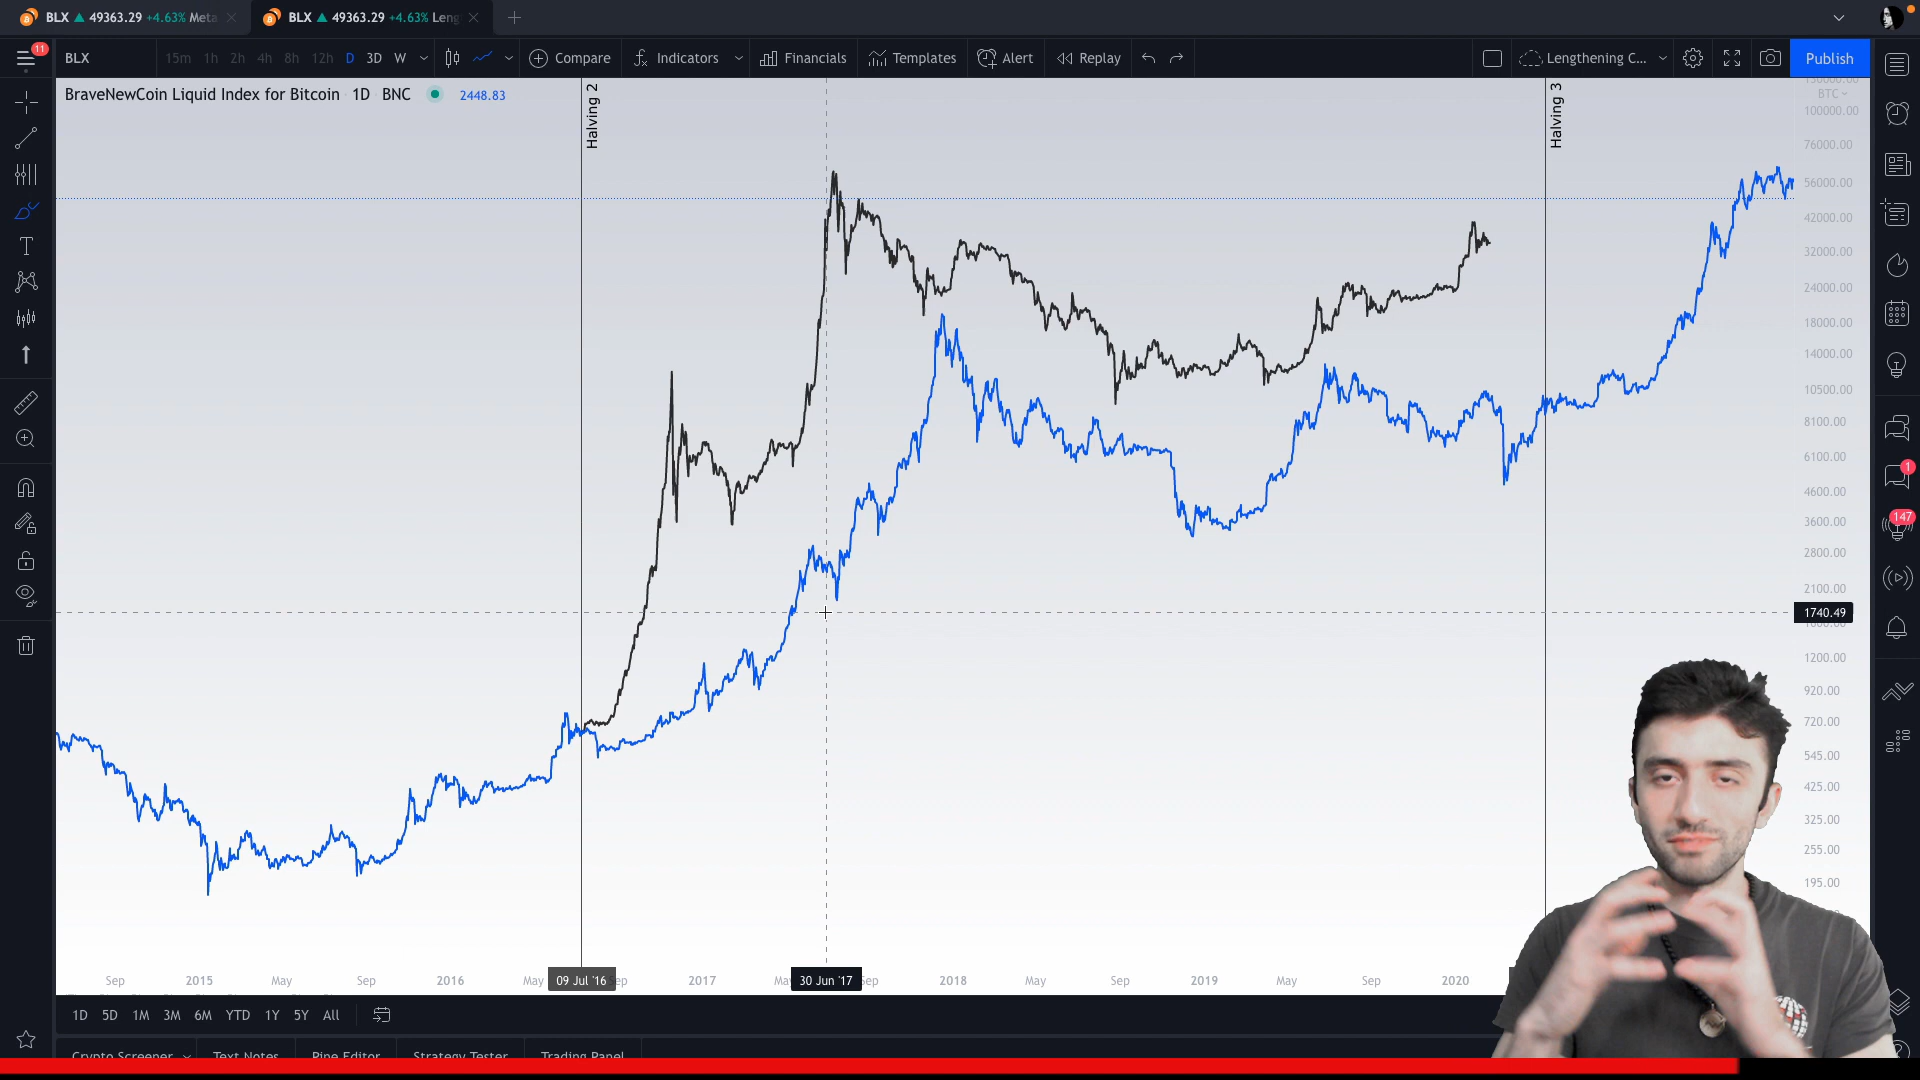 BLX ▲ 49363.29 +4.63% Meta
BLX ▲ 49363.29 +4.63% Leng
11
BLX 15m 1h 2h 4h 8h 12h D 3D W Compare Indicators Financials Templates Alert Replay Lengthening C... Publish
BraveNewCoin Liquid Index for Bitcoin 1D BNC 2448.83
Halving 2
Halving 3
BTC
100000.00
76000.00
56000.00
42000.00
32000.00
24000.00
18000.00
14000.00
10500.00
8100.00
6100.00
4600.00
3600.00
2800.00
2100.00
1740.49
1200.00
920.00
720.00
545.00
425.00
325.00
255.00
195.00
1
147
Sep 2015 May Sep 2016 May 09 Jul '16 2017 30 Jun '17 Sep 2018 May Sep 2019 May Sep 2020
1D 5D 1M 3M 6M YTD 1Y 5Y All
Crypto Screener Text Notes Pine Editor Strategy Tester Trading Panel